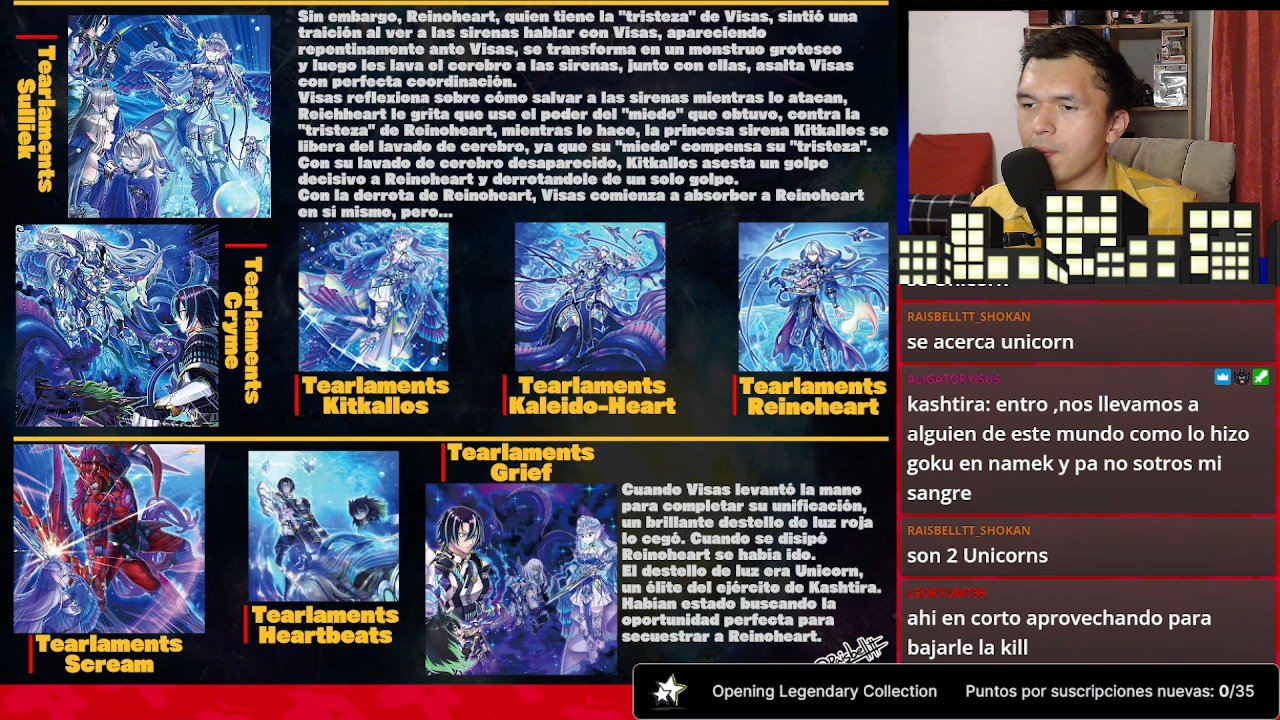 Sin embargo, Reinoheart, quien tiene la "tristeza" de Visas, sintió una
traición al ver a las sirenas hablar con Visas, apareciendo
repentinamente ante Visas, se transforma en un monstruo grotesco
y luego les lava el cerebro a las sirenas, junto con ellas, asalta Visas
con perfecta coordinación.
Visas reflexiona sobre cómo salvar a las sirenas mientras lo atacan,
Reichheart le grita que use el poder del "miedo" que obtuvo, contra la
"tristeza" de Reinoheart, mientras lo hace, la princesa sirena Kitkallos se
libera del lavado de cerebro, ya que su "miedo" compensa su "tristeza".
Con su lavado de cerebro desaparecido, Kitkallos asesta un golpe
decisivo a Reinoheart y derrotandole de un solo golpe.
Con la derrota de Reinoheart, Visas comienza a absorber a Reinoheart
en si mismo, pero...
Tearlaments
Sulliek
Tearlaments
Cryme
Tearlaments
Kitkallos
Tearlaments
Kaleido-Heart
Tearlaments
Reinoheart
Tearlaments
Scream
Tearlaments
Heartbeats
Tearlaments
Grief
Cuando Visas levantó la mano
para completar su unificación,
un brillante destello de luz roja
lo cegó. Cuando se disipó
Reinoheart se habia ido.
El destello de luz era Unicorn,
un élite del ejército de Kashtira.
Habian estado buscando la
oportunidad perfecta para
secuestrar a Reinoheart.
@Raisbelltt
RAISBELLTT_SHOKAN
se acerca unicorn
ALIGATORYISUS
kashtira: entro ,nos llevamos a
alguien de este mundo como lo hizo
goku en namek y pa no sotros mi
sangre
RAISBELLTT_SHOKAN
son 2 Unicorns
ahi en corto aprovechando para
bajarle la kill
Opening Legendary Collection
Puntos por suscripciones nuevas: 0/35